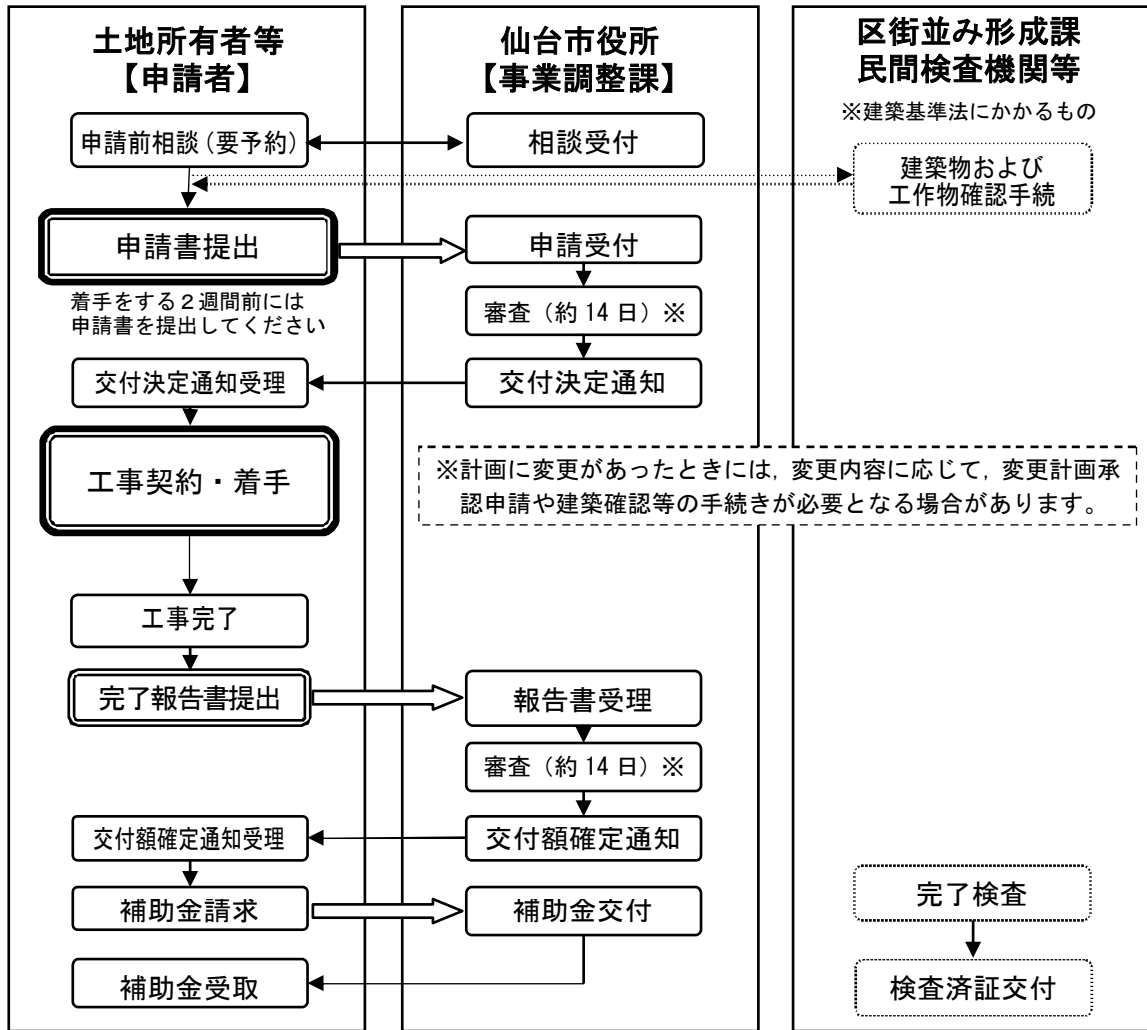 土地所有者等
【申請者】
仙台市役所
【事業調整課】
区街並み形成課
民間検査機関等
※建築基準法にかかるもの
申請前相談(要予約)
相談受付
建築物および
工作物確認手続
申請書提出
申請受付
着手をする2週間前には
申請書を提出してください
審査(約14日)※
交付決定通知受理
交付決定通知
工事契約・着手
※計画に変更があったときには,変更内容に応じて,変更計画承
認申請や建築確認等の手続きが必要となる場合があります。
工事完了
完了報告書提出
報告書受理
審査(約14日)※
交付額確定通知受理
交付額確定通知
補助金請求
補助金交付
完了検査
補助金受取
検査済証交付